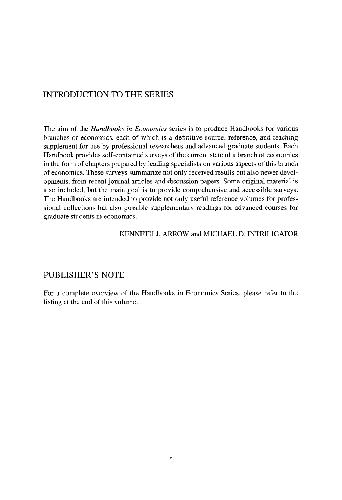 INTRODUCTION TO THE SERIES
The aim of the Handbooks in Economics series is to produce Handbooks for various
branches of economics, each of which is a definitive source, reference, and teaching
supplement for use by professional researchers and advanced graduate students. Each
Handbook provides self-contained surveys of the current state of a branch of economics
in the form of chapters prepared by leading specialists on various aspects of this branch
of economics. These surveys summarize not only received results but also newer devel-
opments, from recent journal articles and discussion papers. Some original material is
also included, but the main goal is to provide comprehensive and accessible surveys.
The Handbooks are intended to provide not only useful reference volumes for profes-
sional collections but also possible supplementary readings for advanced courses for
graduate students in economics.
KENNETH J. ARROW and MICHAEL D. INTRILIGATOR
PUBLISHER'S NOTE
For a complete overview of the Handbooks in Economics Series, please refer to the
listing at the end of this volume.